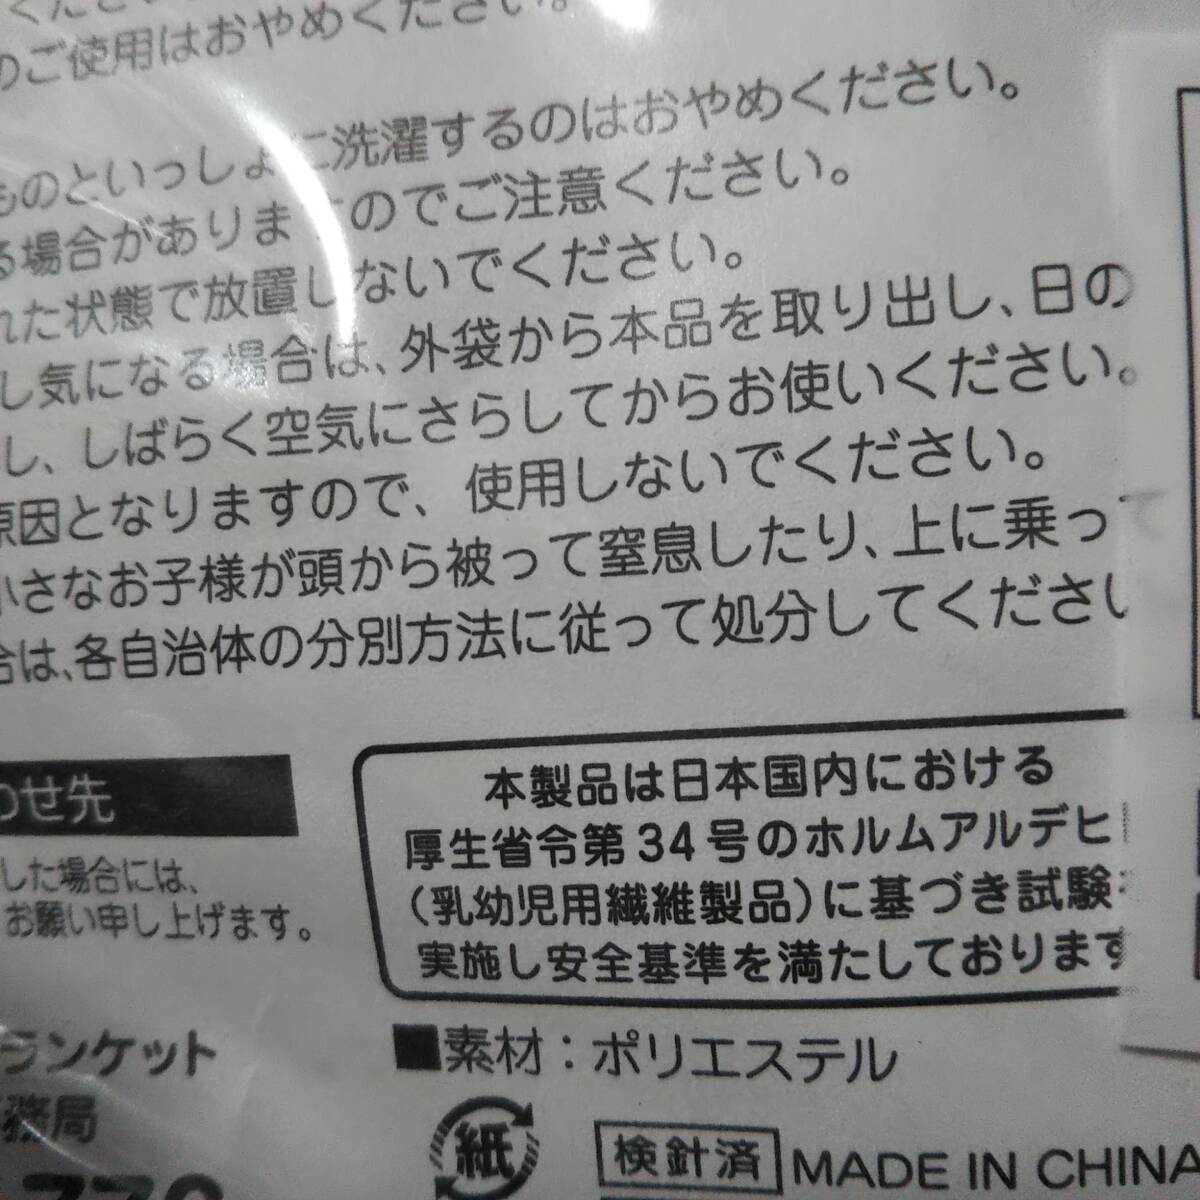 のご使用はおやめください。
ものといっしょに洗濯するのはおやめください。
る場合がありますのでご注意ください。
れた状態で放置しないでください。
し気になる場合は、外袋から本品を取り出し、日の
し、しばらく空気にさらしてからお使いください。
原因となりますので、使用しないでください。
小さなお子様が頭から被って窒息したり、上に乗って
合は、各自治体の分別方法に従って処分してください
わせ先
した場合には、
お願い申し上げます。
本製品は日本国内における
厚生省令第34号のホルムアルデヒ
(乳幼児用繊維製品)に基づき試験
実施し安全基準を満たしております
ランケット
務局
770
■素材：ポリエステル
紙
検針済 MADE IN CHINA